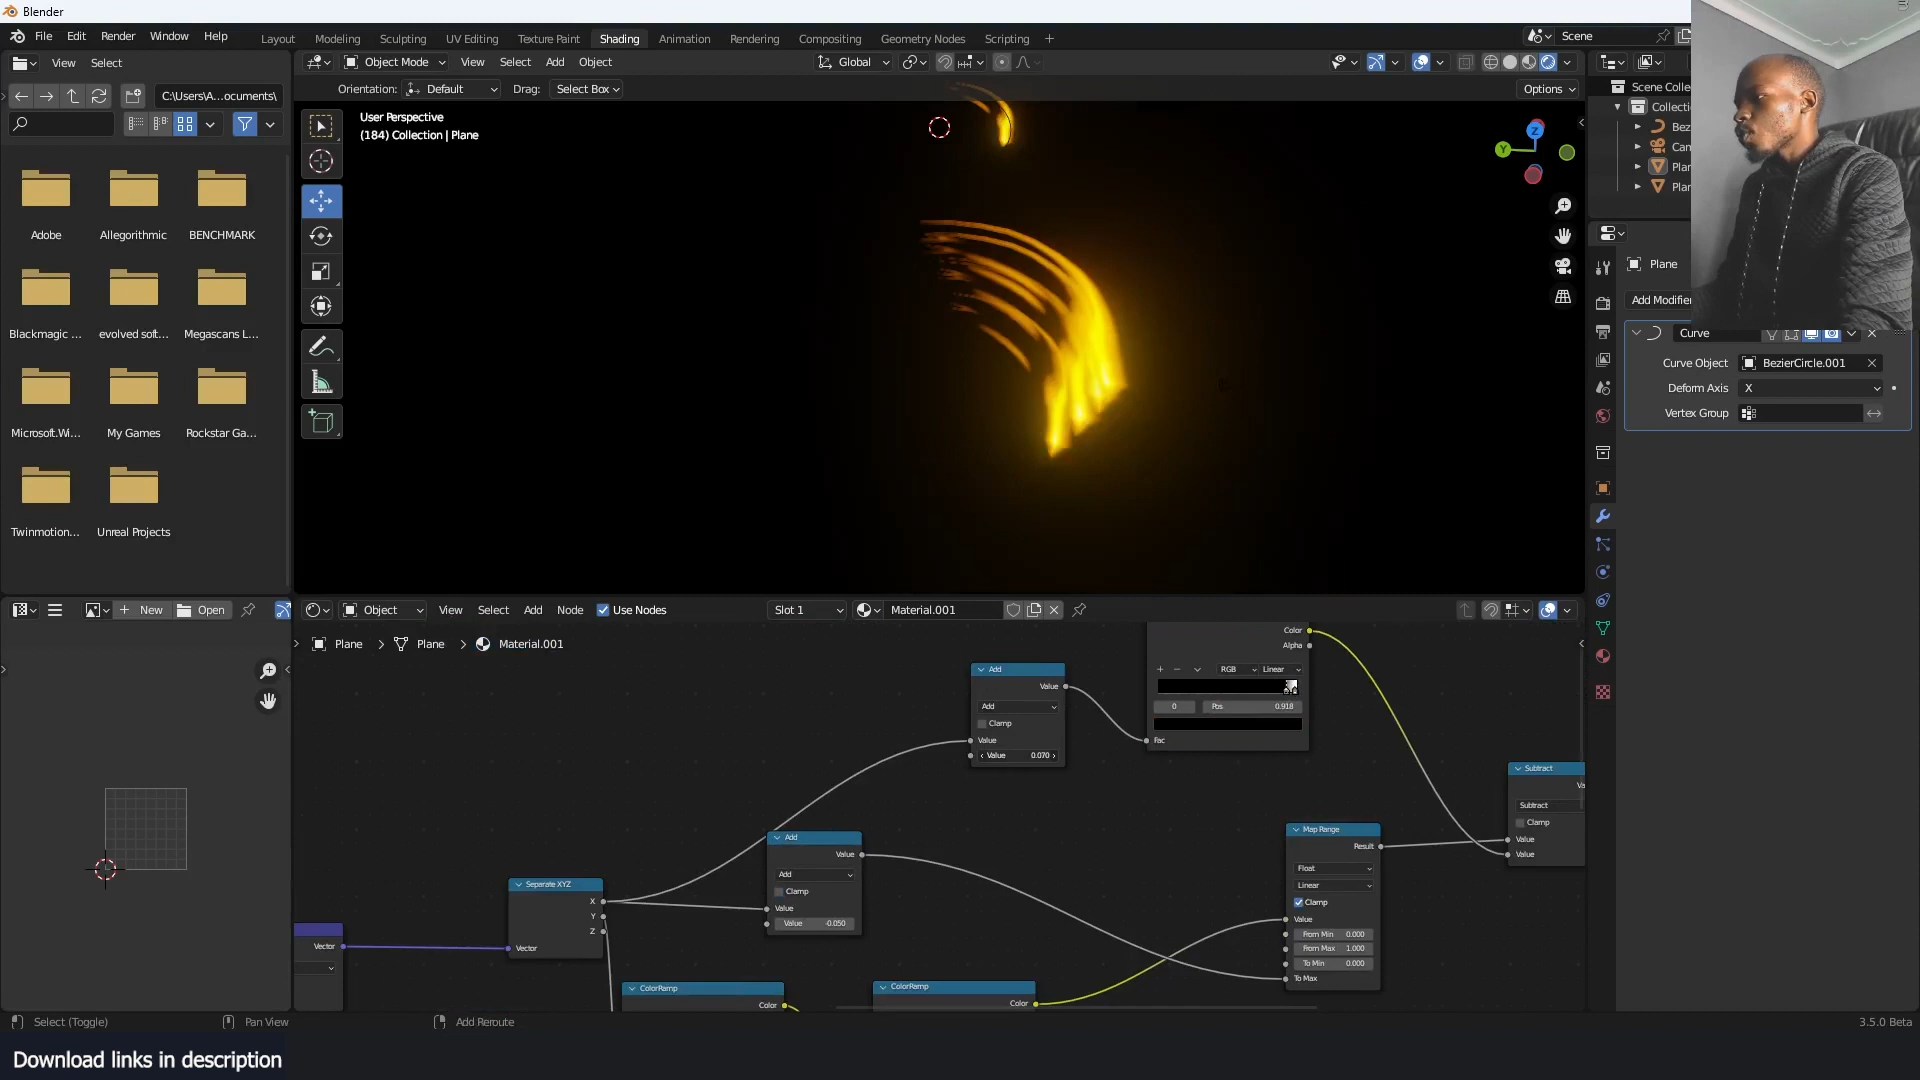 Blender
File Edit Render Window Help
Layout Modeling Sculpting UV Editing Texture Paint Shading Animation Rendering Compositing Geometry Nodes Scripting
Scene
View Select
Object Mode View Select Add Object
Global
C:\Users\A...ocuments\
Orientation: Default Drag: Select Box
Options
Scene Colle
Collecti
Bez
Can
Plan
Plan
User Perspective
(184) Collection | Plane
Z
Y
Adobe Allegorithmic BENCHMARK
Blackmagic ... evolved soft... Megascans L...
Microsoft.Wi... My Games Rockstar Ga...
Twinmotion... Unreal Projects
Plane
Add Modifie
Curve
Curve Object BezierCircle.001
Deform Axis X
Vertex Group
New Open
Object View Select Add Node Use Nodes Slot 1 Material.001
Plane > Plane > Material.001
Color
Alpha
RGB Linear
0 Pos 0.918
Fac
Add
Value
Add
Clamp
Value
Value 0.070
Subtract
Va
Subtract
Clamp
Value
Value
Add
Value
Add
Clamp
Value
Value -0.050
Map Range
Result
Float
Linear
Clamp
Value
From Min 0.000
From Max 1.000
To Min 0.000
To Max
Separate XYZ
X
Y
Z
Vector
Vector
ColorRamp
Color
ColorRamp
Color
Select (Toggle) Pan View Add Reroute
3.5.0 Beta
Download links in description